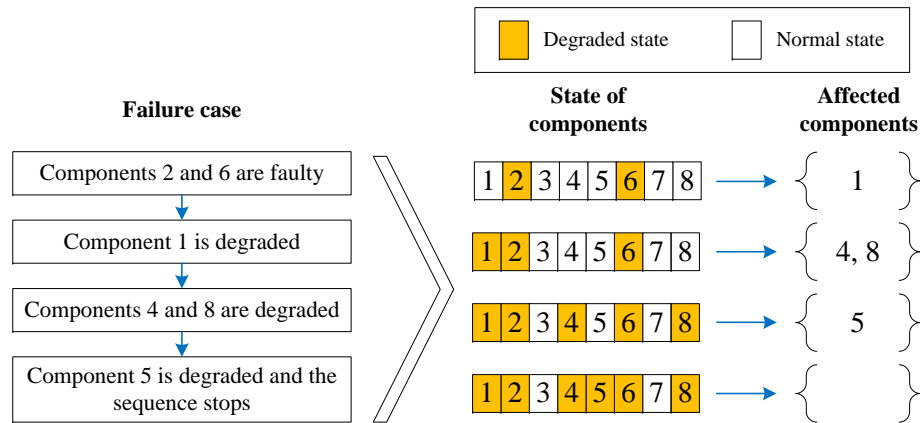 Degraded state
Normal state
Failure case
State of
components
Affected
components
Components 2 and 6 are faulty
1 2 3 4 5 6 7 8
1
Component 1 is degraded
1 2 3 4 5 6 7 8
4, 8
Components 4 and 8 are degraded
1 2 3 4 5 6 7 8
5
Component 5 is degraded and the
sequence stops
1 2 3 4 5 6 7 8